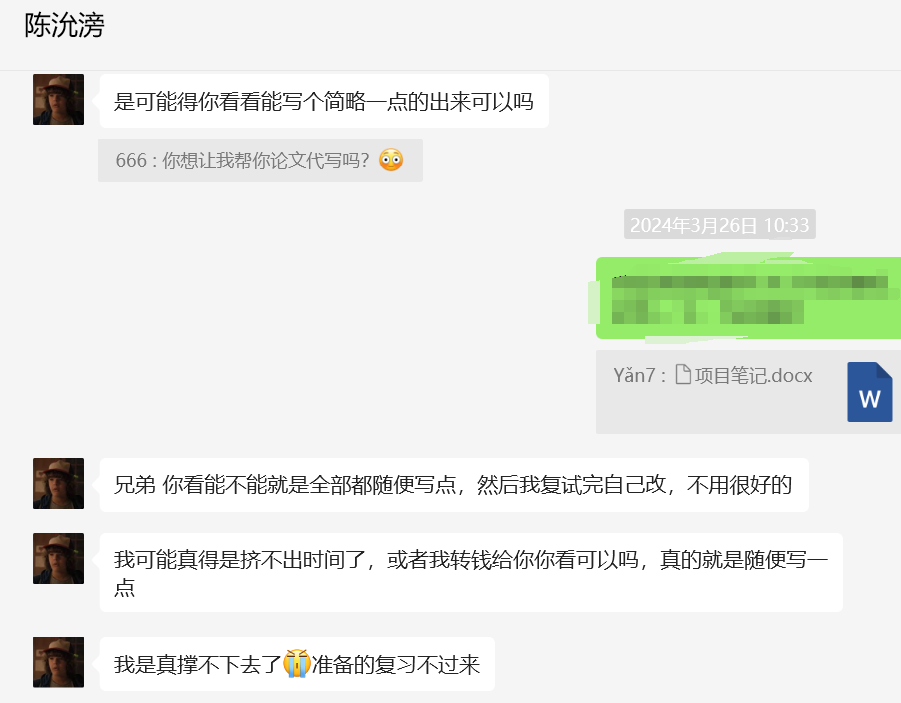 陈沇滂
是可能得你看看能写个简略一点的出来可以吗
666 : 你想让我帮你论文代写吗？😳
2024年3月26日 10:33
Yǎn7 : 项目笔记.docx
W
兄弟 你看能不能就是全部都随便写点，然后我复试完自己改，不用很好的
我可能真得是挤不出时间了，或者我转钱给你你看可以吗，真的就是随便写一
点
我是真撑不下去了😭准备的复习不过来